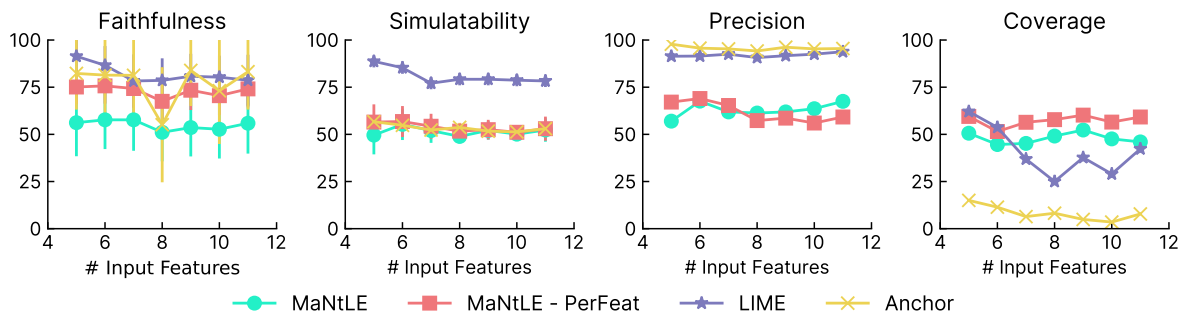 Faithfulness Simulatability Precision Coverage
100 100 100 100
75 75 75 75
50 50 50 50
25 25 25 25
0 0 0 0
4 6 8 10 12 4 6 8 10 12 4 6 8 10 12 4 6 8 10 12
# Input Features # Input Features # Input Features # Input Features
MaNtLE MaNtLE - PerFeat LIME Anchor